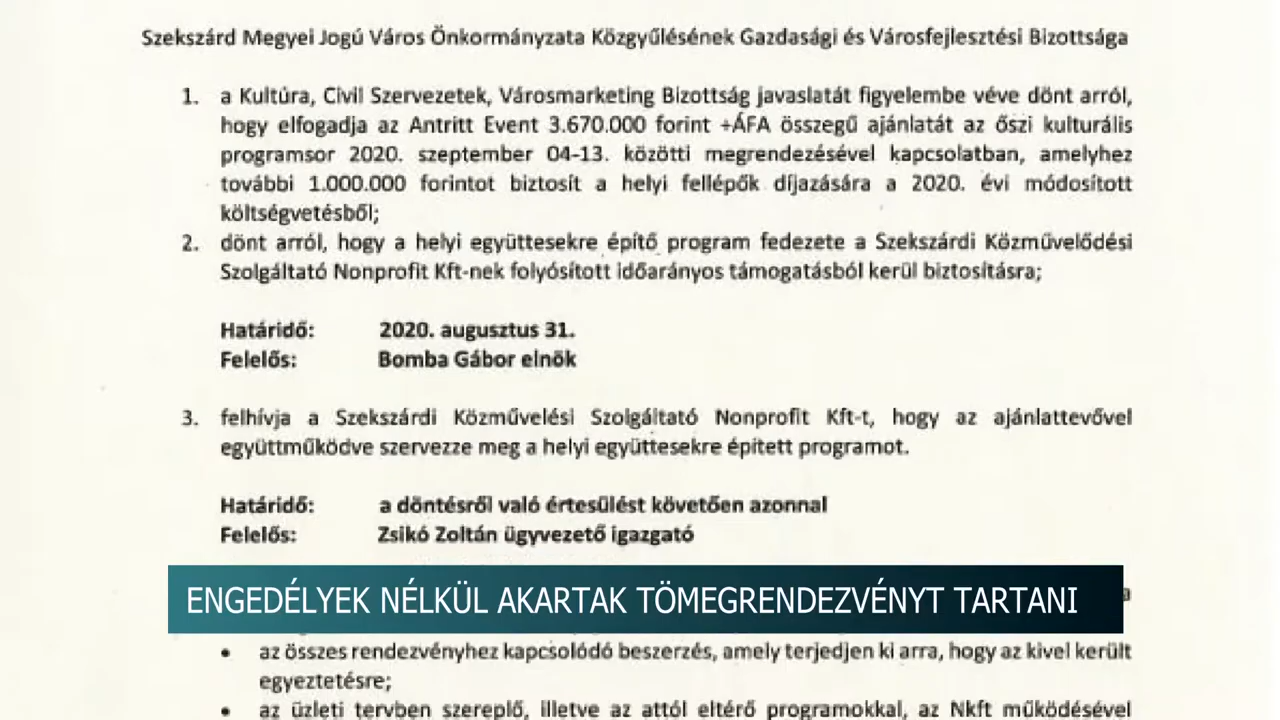 Szekszárd Megyei Jogú Város Önkormányzata Közgyűlésének Gazdasági és Városfejlesztési Bizottsága
1. a Kultúra, Civil Szervezetek, Városmarketing Bizottság javaslatát figyelembe véve dönt arról,
hogy elfogadja az Antritt Event 3.670.000 forint +ÁFA összegű ajánlatát az őszi kulturális
programsor 2020. szeptember 04-13. közötti megrendezésével kapcsolatban, amelyhez
további 1.000.000 forintot biztosít a helyi fellépők díjazására a 2020. évi módosított
költségvetésből;
2. dönt arról, hogy a helyi együttesekre építő program fedezete a Szekszárdi Közművelődési
Szolgáltató Nonprofit Kft-nek folyósított időarányos támogatásból kerül biztosításra;
Határidő: 2020. augusztus 31.
Felelős: Bomba Gábor elnök
3. felhívja a Szekszárdi Közművelési Szolgáltató Nonprofit Kft-t, hogy az ajánlattevővel
együttműködve szervezze meg a helyi együttesekre épített programot.
Határidő: a döntésről való értesülést követően azonnal
Felelős: Zsikó Zoltán ügyvezető igazgató
ENGEDÉLYEK NÉLKÜL AKARTAK TÖMEGRENDEZVÉNYT TARTANI
• az összes rendezvényhez kapcsolódó beszerzés, amely terjedjen ki arra, hogy az kivel került
egyeztetésre;
• az üzleti tervben szereplő, illetve az attól eltérő programokkal, az Nkft működésével